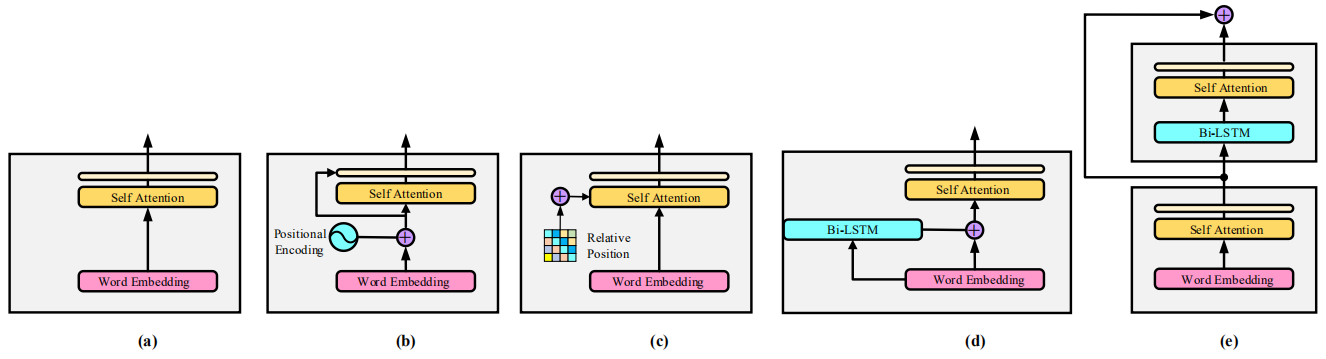 Self Attention
Word Embedding
(a)
Self Attention
Positional
Encoding
Word Embedding
(b)
Self Attention
Relative
Position
Word Embedding
(c)
Self Attention
Bi-LSTM
Word Embedding
(d)
Self Attention
Bi-LSTM
Self Attention
Word Embedding
(e)